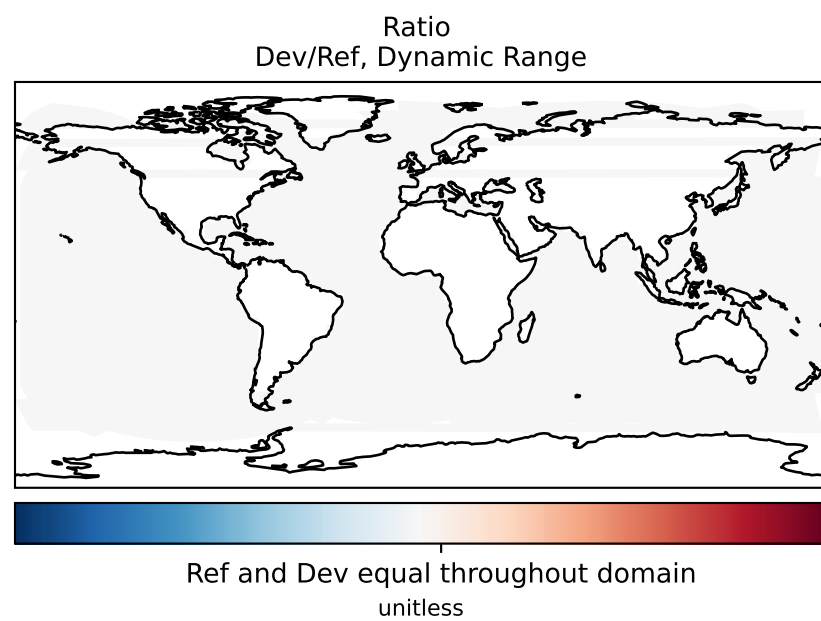 Ratio
Dev/Ref, Dynamic Range
Ref and Dev equal throughout domain
unitless